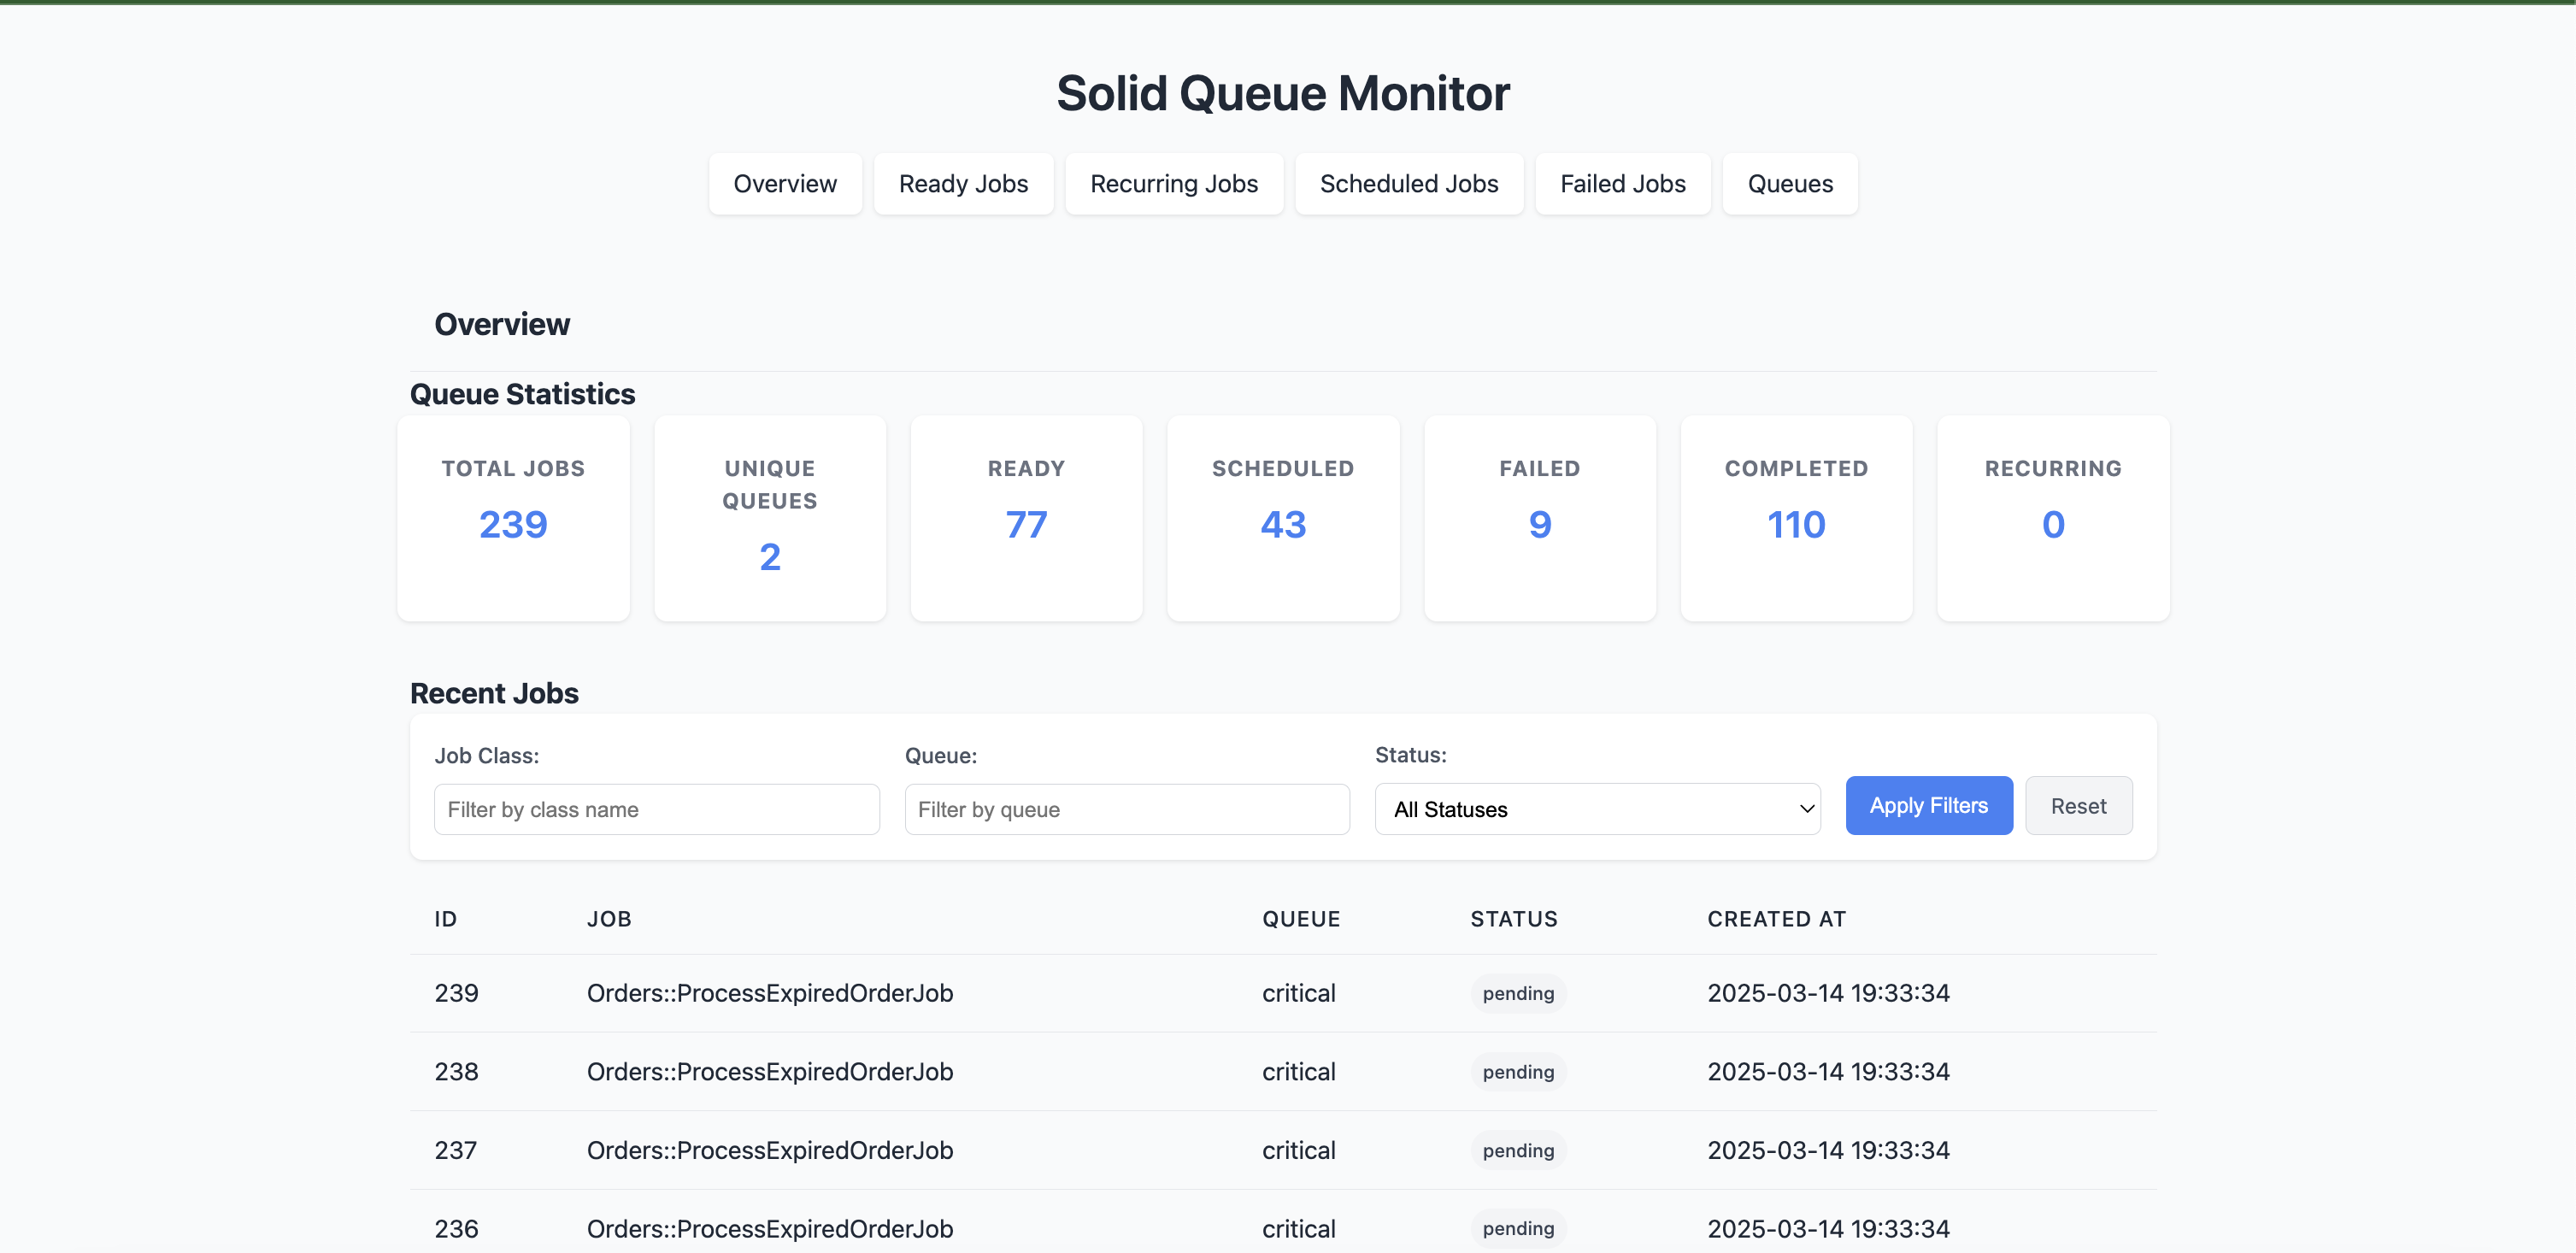 Solid Queue Monitor
Overview Ready Jobs Recurring Jobs Scheduled Jobs Failed Jobs Queues
Overview
Queue Statistics
TOTAL JOBS
239
UNIQUE
QUEUES
2
READY
77
SCHEDULED
43
FAILED
9
COMPLETED
110
RECURRING
0
Recent Jobs
Job Class: Queue: Status:
Filter by class name Filter by queue All Statuses Apply Filters Reset
ID JOB QUEUE STATUS CREATED AT
239 Orders::ProcessExpiredOrderJob critical pending 2025-03-14 19:33:34
238 Orders::ProcessExpiredOrderJob critical pending 2025-03-14 19:33:34
237 Orders::ProcessExpiredOrderJob critical pending 2025-03-14 19:33:34
236 Orders::ProcessExpiredOrderJob critical pending 2025-03-14 19:33:34